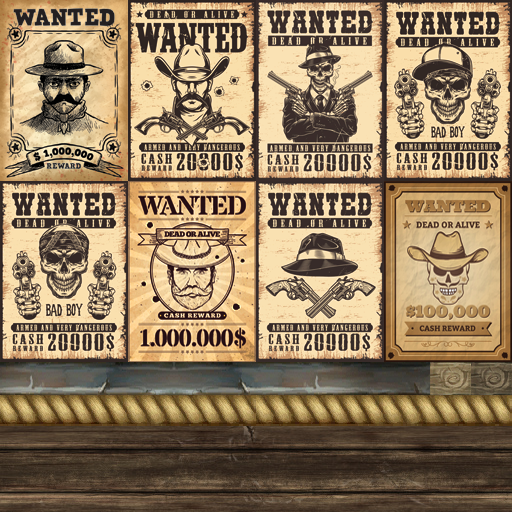 WANTED
$ 1,000,000
REWARD
DEAD OR ALIVE
WANTED
ARMED AND VERY DANGEROUS
CASH REWARD 20900$
WANTED
DEAD OR ALIVE
ARMED AND VERY DANGEROUS
CASH REWARD 20900$
WANTED
DEAD OR ALIVE
BAD BOY
ARMED AND VERY DANGEROUS
CASH REWARD 20900$
WANTED
DEAD OR ALIVE
BAD BOY
ARMED AND VERY DANGEROUS
CASH REWARD 20900$
WANTED
DEAD OR ALIVE
CASH REWARD
1.000.000$
WANTED
DEAD OR ALIVE
ARMED AND VERY DANGEROUS
CASH REWARD 20900$
WANTED
DEAD OR ALIVE
$100,000
CASH REWARD